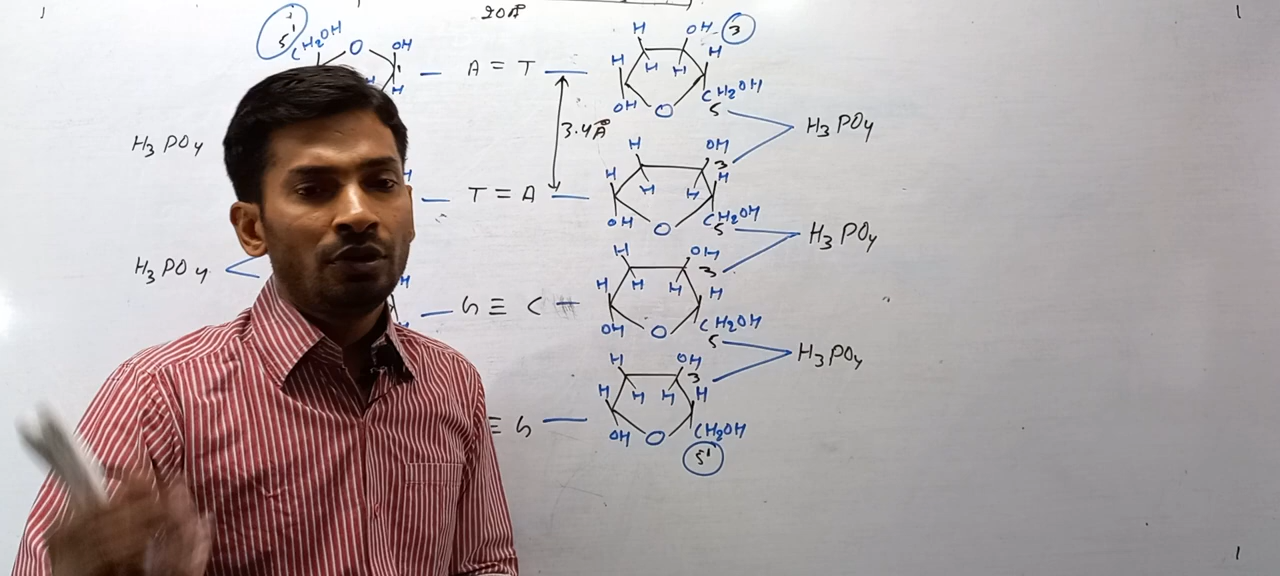 20Å
5'
CH2OH O OH
H
H
A = T
H OH 3
H
H H H
OH O CH2OH
5
H3PO4
3.4Å
H3PO4
H OH
3
H
H H H
T = A
OH O CH2OH
5
H3PO4
H3PO4
H
H OH
3
H H H H
G ≡ C
H
OH O CH2OH
5
H3PO4
H OH
3
H H H H
≡ G
OH O CH2OH
5'